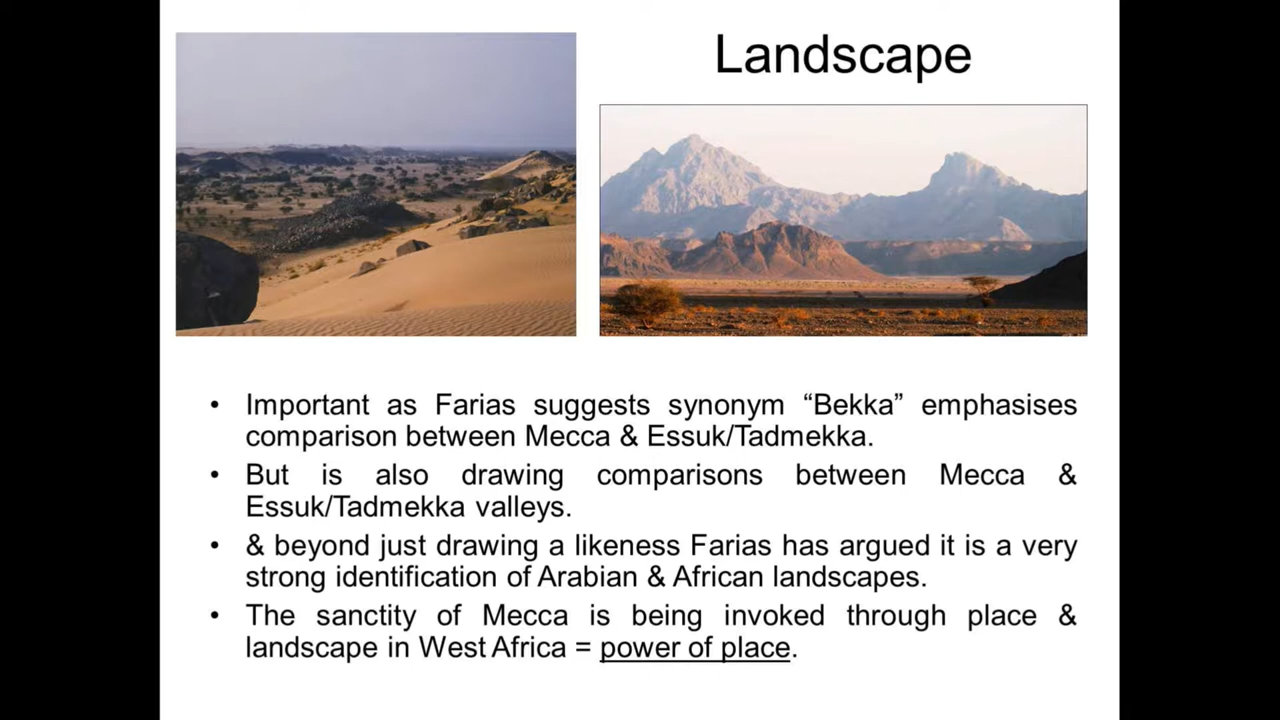 Landscape
• Important as Farias suggests synonym “Bekka” emphasises
comparison between Mecca & Essuk/Tadmekka.
• But is also drawing comparisons between Mecca &
Essuk/Tadmekka valleys.
• & beyond just drawing a likeness Farias has argued it is a very
strong identification of Arabian & African landscapes.
• The sanctity of Mecca is being invoked through place &
landscape in West Africa = power of place.